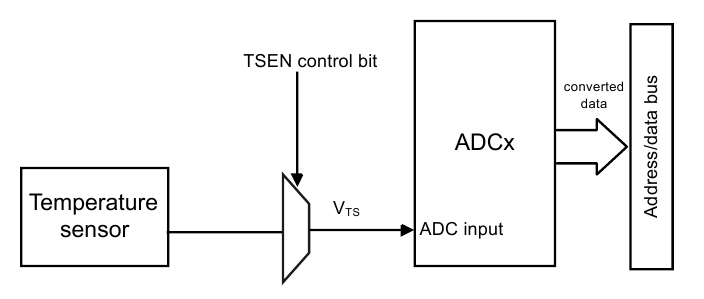 TSEN control bit
Temperature
sensor
VTS
ADCx
ADC input
converted
data
Address/data bus